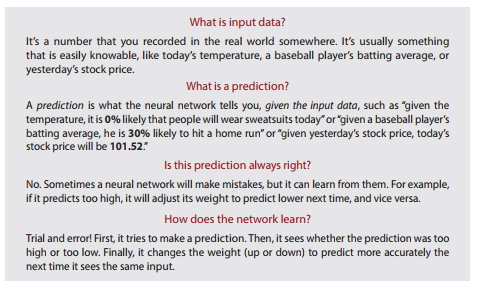 What is input data?
It's a number that you recorded in the real world somewhere. It's usually something
that is easily knowable, like today's temperature, a baseball player's batting average, or
yesterday's stock price.
What is a prediction?
A prediction is what the neural network tells you, given the input data, such as "given the
temperature, it is 0% likely that people will wear sweatsuits today" or "given a baseball player's
batting average, he is 30% likely to hit a home run" or "given yesterday's stock price, today's
stock price will be 101.52."
Is this prediction always right?
No. Sometimes a neural network will make mistakes, but it can learn from them. For example,
if it predicts too high, it will adjust its weight to predict lower next time, and vice versa.
How does the network learn?
Trial and error! First, it tries to make a prediction. Then, it sees whether the prediction was too
high or too low. Finally, it changes the weight (up or down) to predict more accurately the
next time it sees the same input.